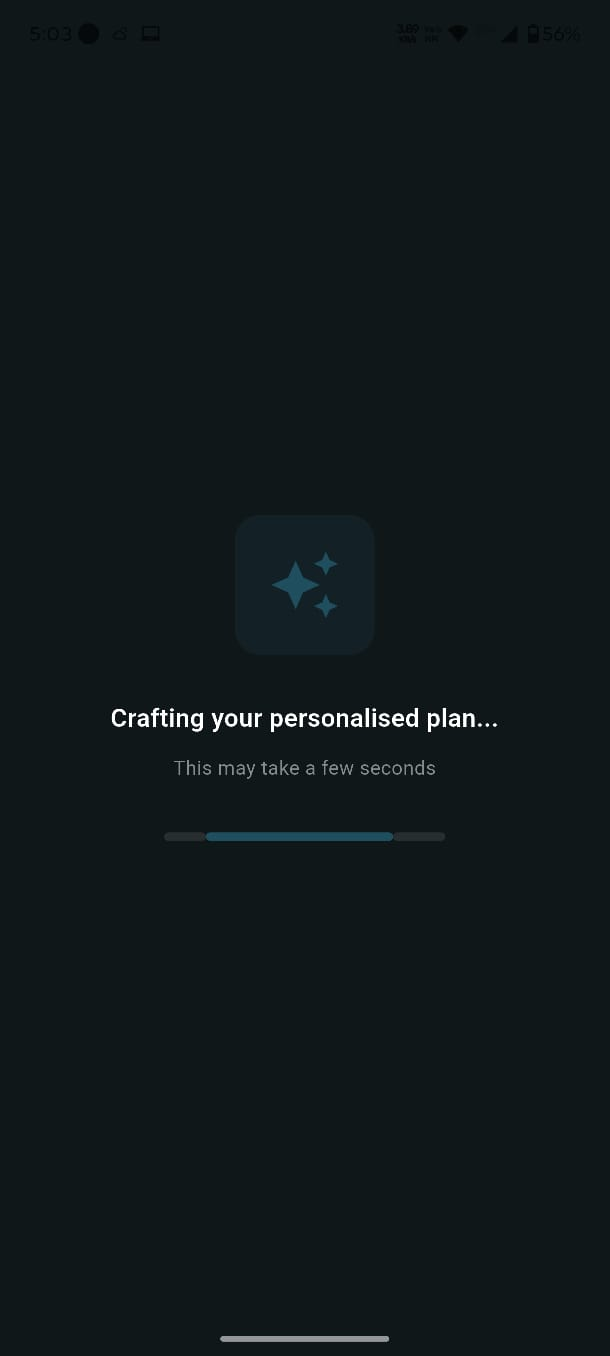 5:03 56%
Crafting your personalised plan...
This may take a few seconds